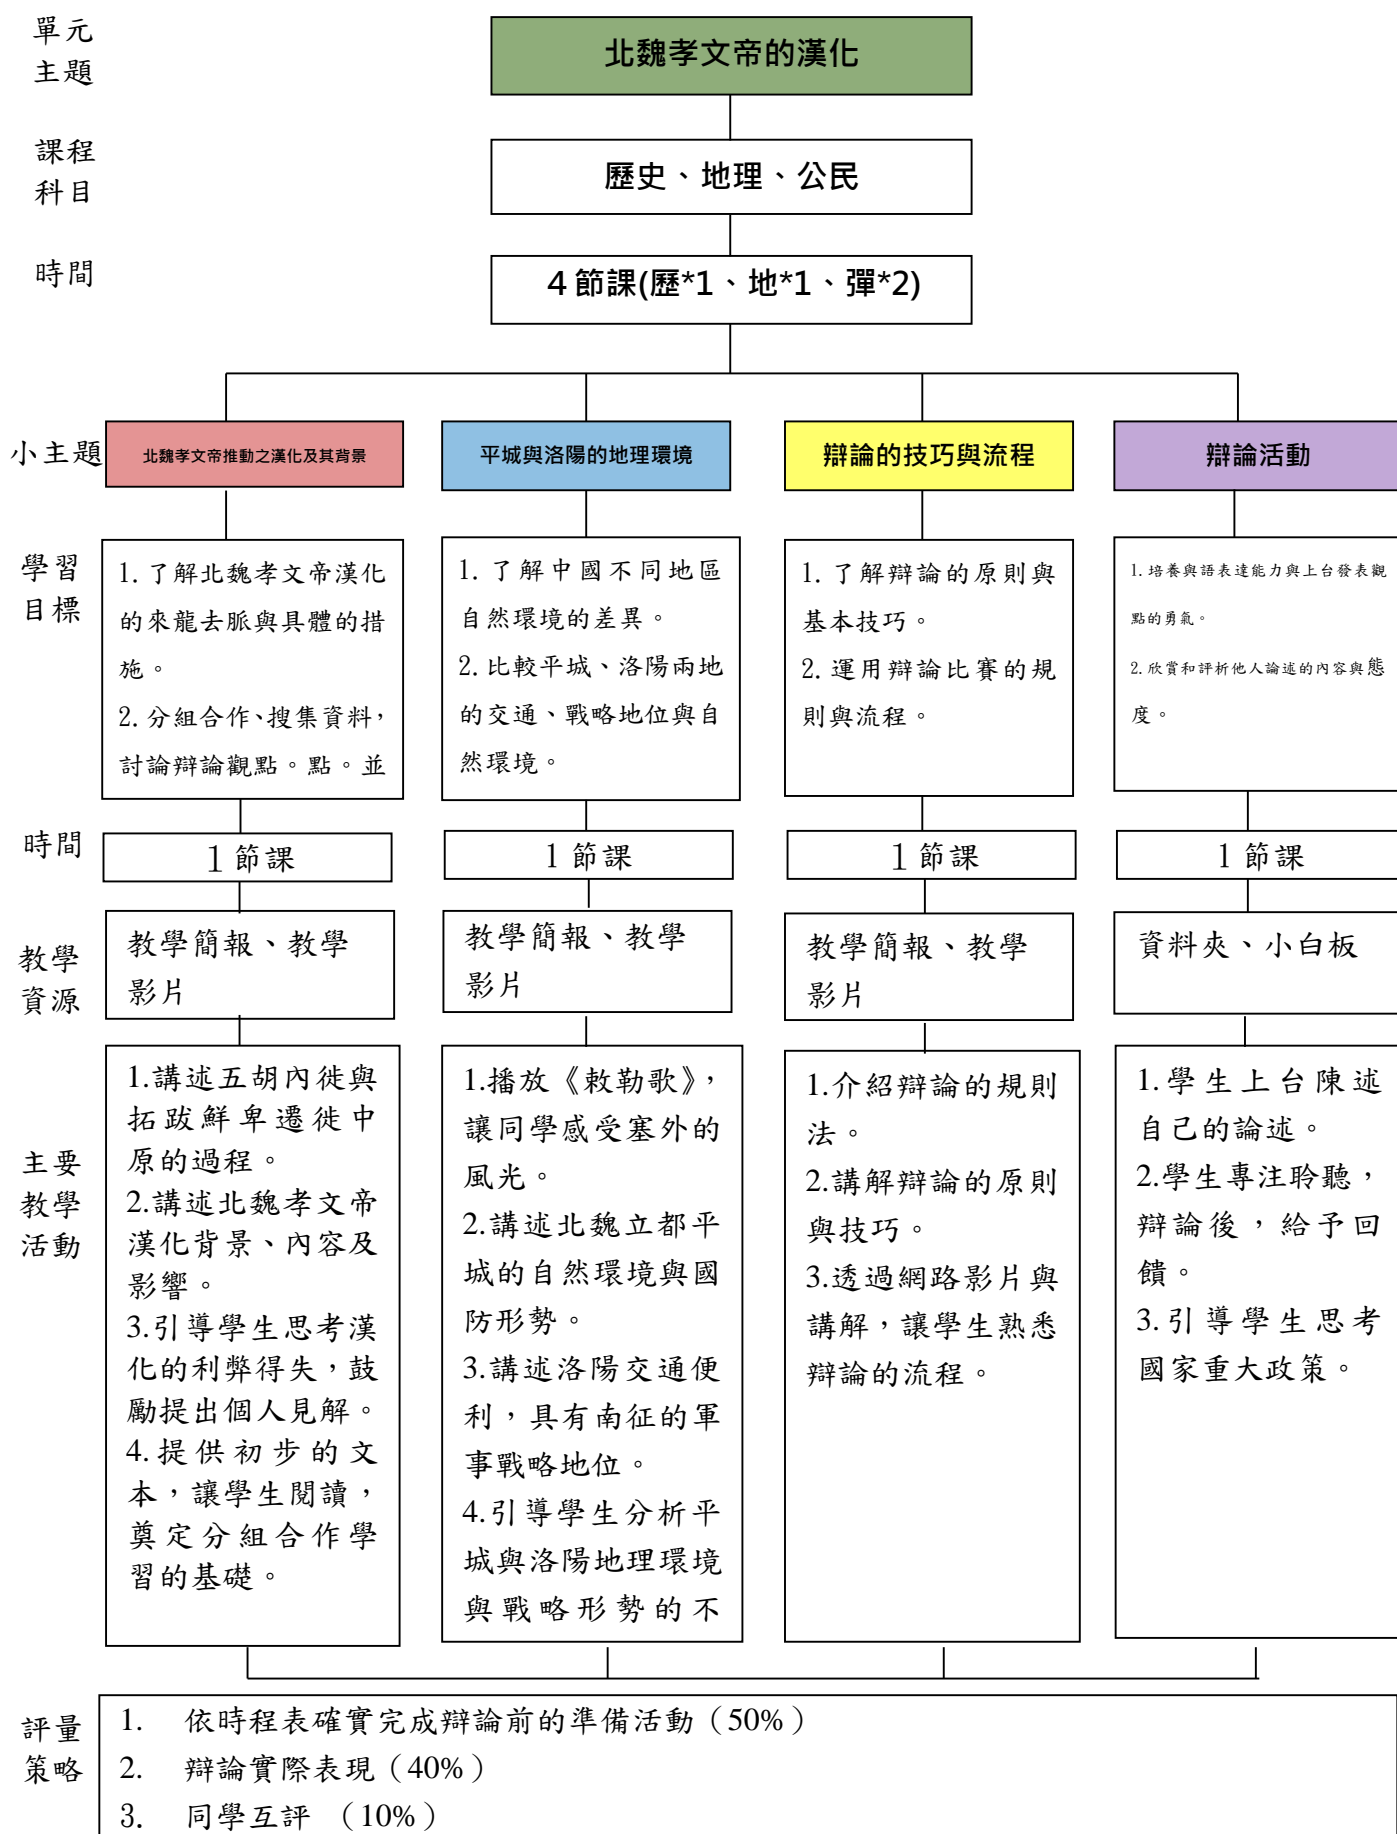 單元
主題
北魏孝文帝的漢化
課程
科目
歷史、地理、公民
時間
4節課(歷*1、地*1、彈*2)
小主題
北魏孝文帝推動之漢化及其背景
平城與洛陽的地理環境
辯論的技巧與流程
辯論活動
學習
目標
1.了解北魏孝文帝漢化
的來龍去脈與具體的措
施。
2.分組合作、搜集資料，
討論辯論觀點。點。並
1.了解中國不同地區
自然環境的差異。
2.比較平城、洛陽兩地
的交通、戰略地位與自
然環境。
1.了解辯論的原則與
基本技巧。
2.運用辯論比賽的規
則與流程。
1.培養與語表達能力與上台發表觀
點的勇氣。
2.欣賞和評析他人論述的內容與態
度。
時間
1節課
1節課
1節課
1節課
教學
資源
教學簡報、教學
影片
教學簡報、教學
影片
教學簡報、教學
影片
資料夾、小白板
主要
教學
活動
1.講述五胡內徙與
拓跋鮮卑遷徙中
原的過程。
2.講述北魏孝文帝
漢化背景、內容及
影響。
3.引導學生思考漢
化的利弊得失，鼓
勵提出個人見解。
4.提供初步的文
本，讓學生閱讀，
奠定分組合作學
習的基礎。
1.播放《敕勒歌》，
讓同學感受塞外的
風光。
2.講述北魏立都平
城的自然環境與國
防形勢。
3.講述洛陽交通便
利，具有南征的軍
事戰略地位。
4.引導學生分析平
城與洛陽地理環境
與戰略形勢的不
1.介紹辯論的規則
法。
2.講解辯論的原則
與技巧。
3.透過網路影片與
講解，讓學生熟悉
辯論的流程。
1.學生上台陳述
自己的論述。
2.學生專注聆聽，
辯論後，給予回
饋。
3.引導學生思考
國家重大政策。
評量
策略
1. 依時程表確實完成辯論前的準備活動（50%）
2. 辯論實際表現（40%）
3. 同學互評 （10%）